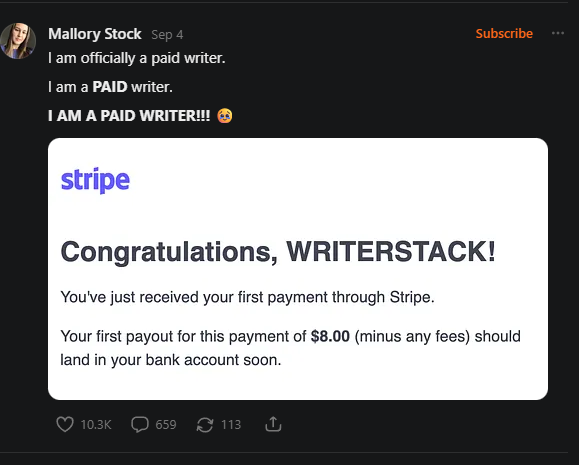 Mallory Stock Sep 4 Subscribe
I am officially a paid writer.
I am a PAID writer.
I AM A PAID WRITER!!! 🥹
stripe
Congratulations, WRITERSTACK!
You've just received your first payment through Stripe.
Your first payout for this payment of $8.00 (minus any fees) should
land in your bank account soon.
10.3K 659 113